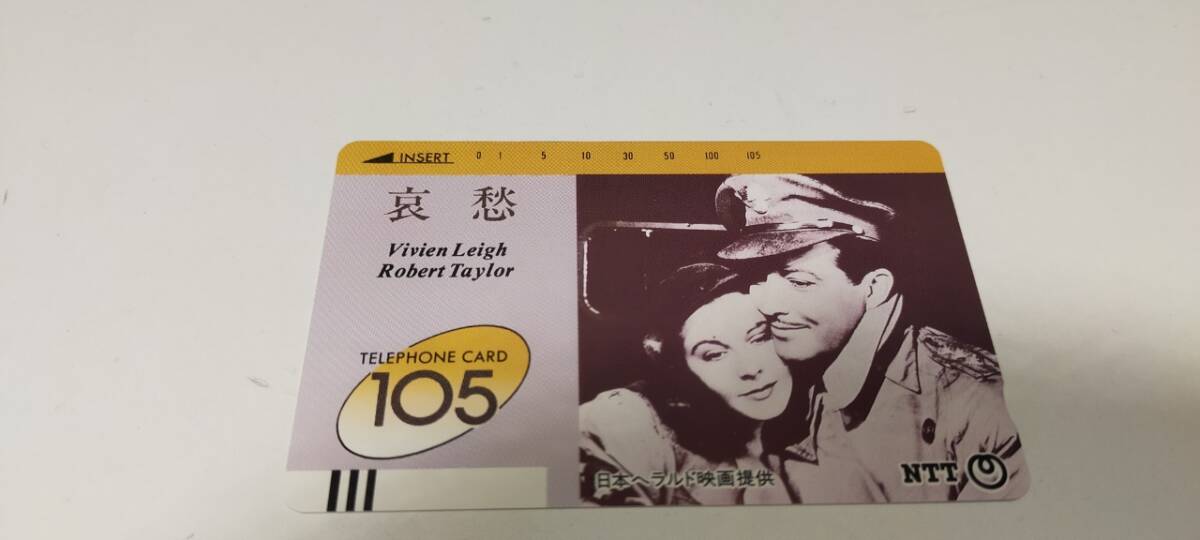 INSERT 0 1 5 10 30 50 100 105
哀愁
Vivien Leigh
Robert Taylor
TELEPHONE CARD
105
日本ヘラルド映画提供
NTT